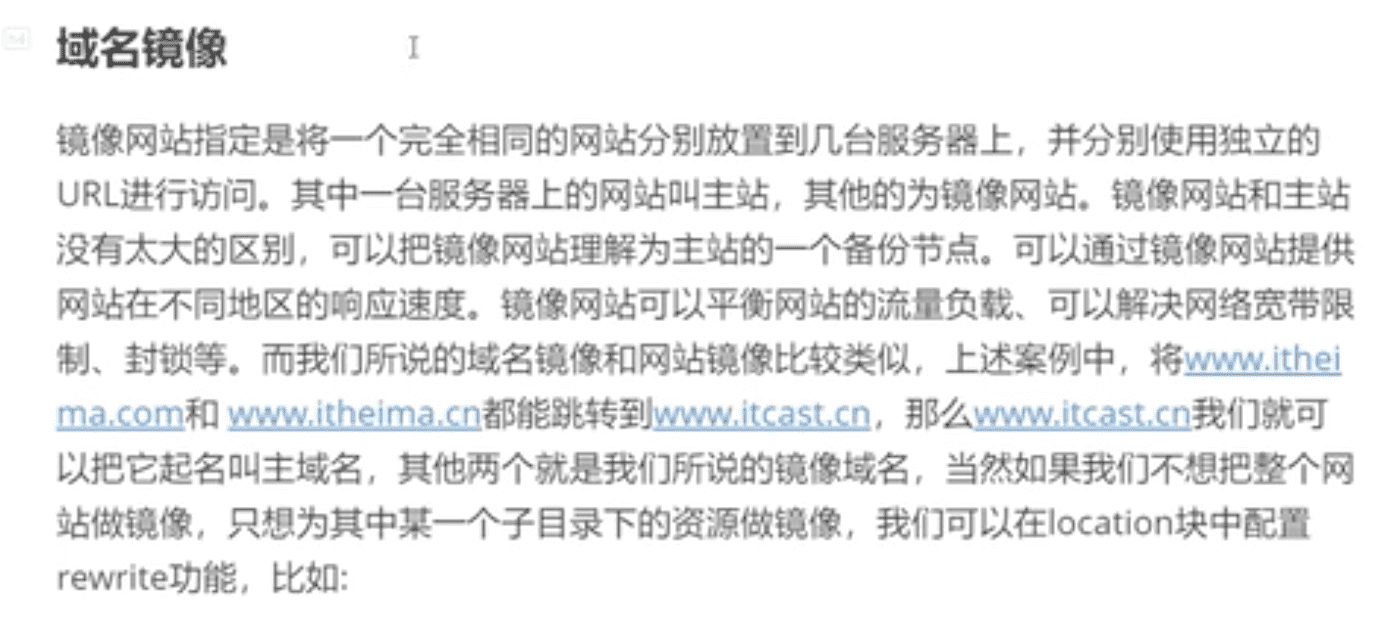 域名镜像
镜像网站指定是将一个完全相同的网站分别放置到几台服务器上，并分别使用独立的
URL进行访问。其中一台服务器上的网站叫主站，其他的为镜像网站。镜像网站和主站
没有太大的区别，可以把镜像网站理解为主站的一个备份节点。可以通过镜像网站提供
网站在不同地区的响应速度。镜像网站可以平衡网站的流量负载、可以解决网络宽带限
制、封锁等。而我们所说的域名镜像和网站镜像比较类似，上述案例中，将www.ithei
ma.com和 www.itheima.cn都能跳转到www.itcast.cn，那么www.itcast.cn我们就可
以把它起名叫主域名，其他两个就是我们所说的镜像域名，当然如果我们不想把整个网
站做镜像，只想为其中某一个子目录下的资源做镜像，我们可以在location块中配置
rewrite功能，比如: